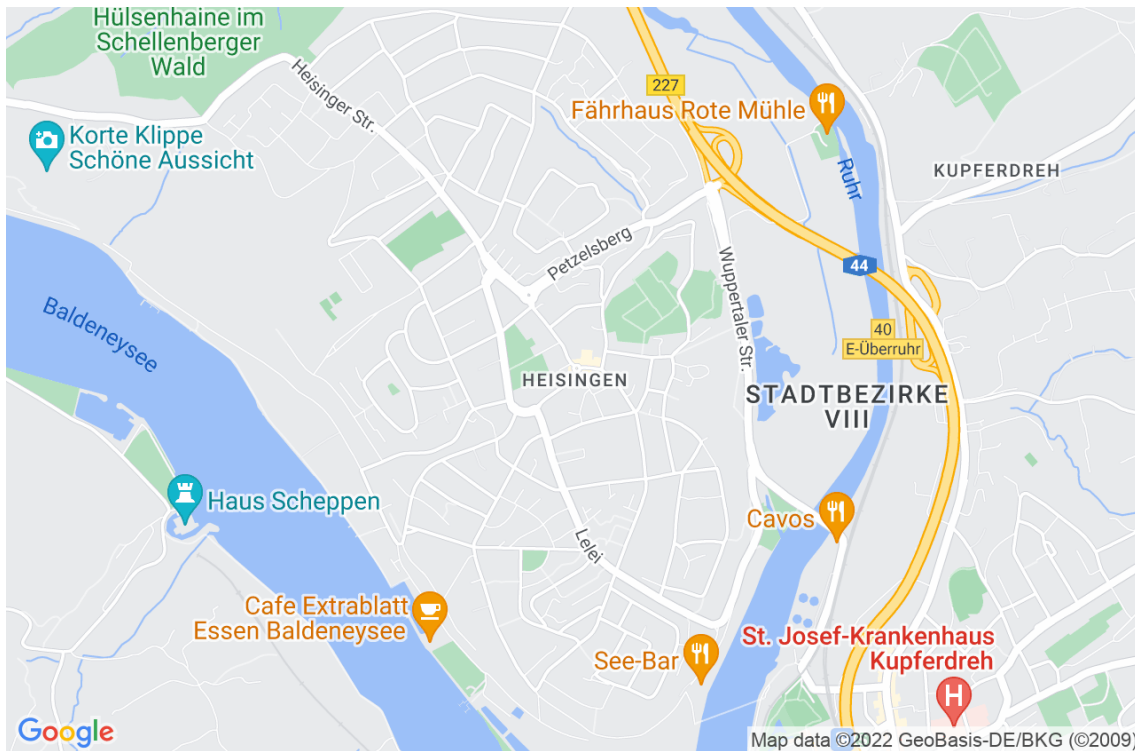 Hülsenhaine im
Schellenberger
Wald
Heisinger Str.
227
Fährhaus Rote Mühle
Korte Klippe
Schöne Aussicht
Ruhr
KUPFERDREH
Petzelsberg
Wuppertaler Str.
44
Baldeneysee
40
E-Überruhr
HEISINGEN
STADTBEZIRKE
VIII
Haus Scheppen
Cavos
Lelei
Cafe Extrablatt
Essen Baldeneysee
See-Bar
St. Josef-Krankenhaus
Kupferdreh
H
Google
Map data ©2022 GeoBasis-DE/BKG (©2009)